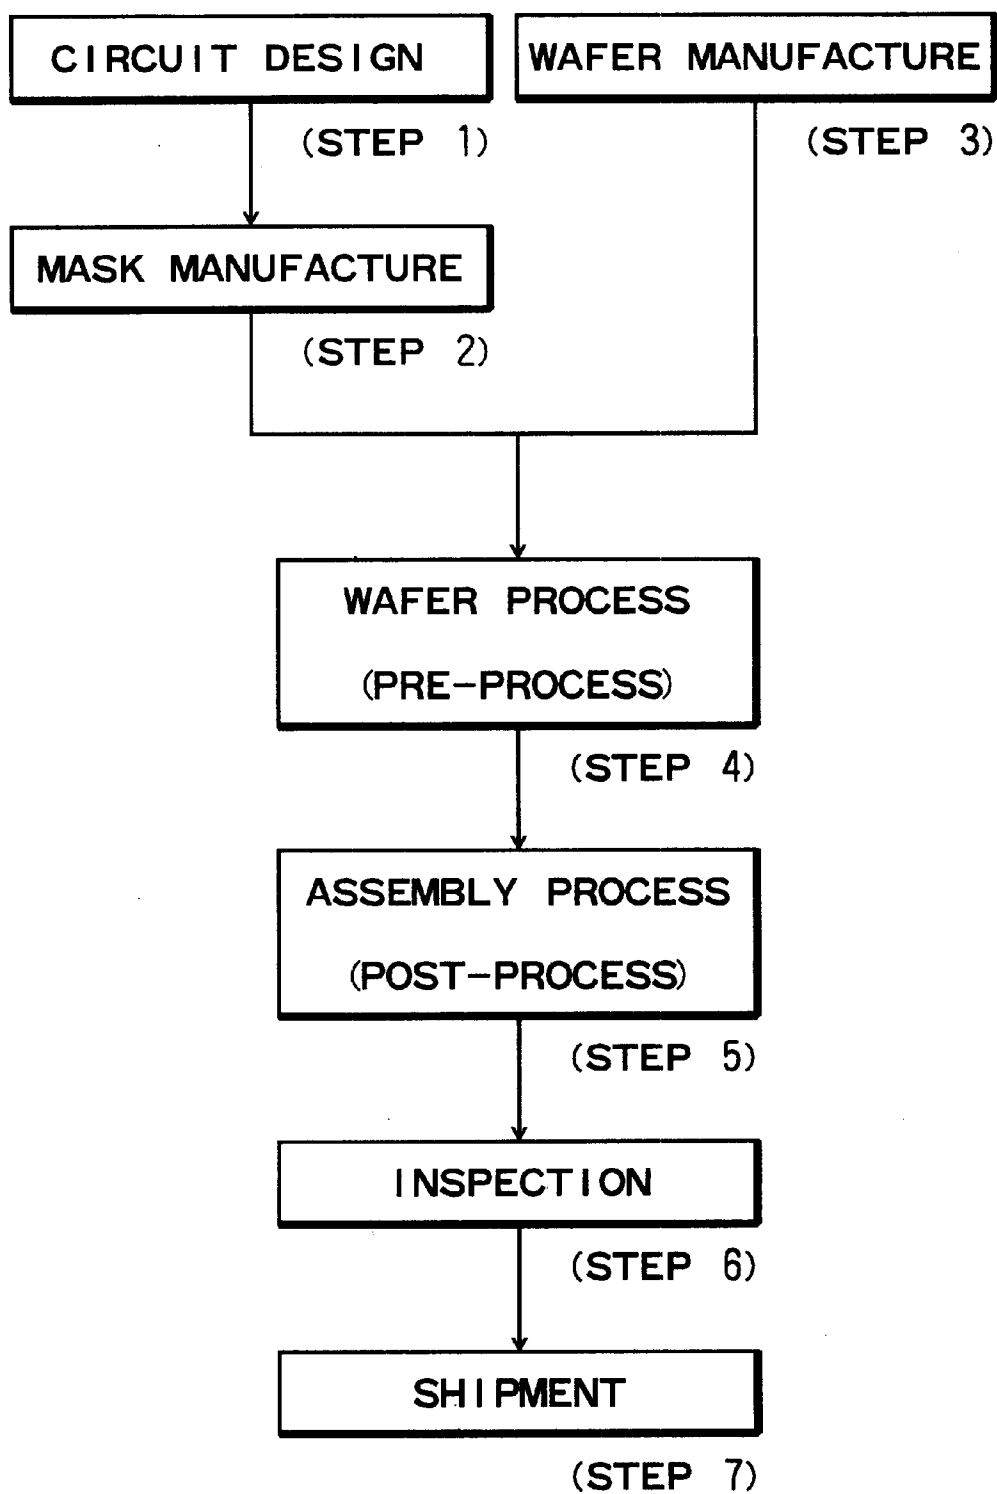 CIRCUIT DESIGN
(STEP 1)
WAFER MANUFACTURE
(STEP 3)
MASK MANUFACTURE
(STEP 2)
WAFER PROCESS
(PRE-PROCESS)
(STEP 4)
ASSEMBLY PROCESS
(POST-PROCESS)
(STEP 5)
INSPECTION
(STEP 6)
SHIPMENT
(STEP 7)